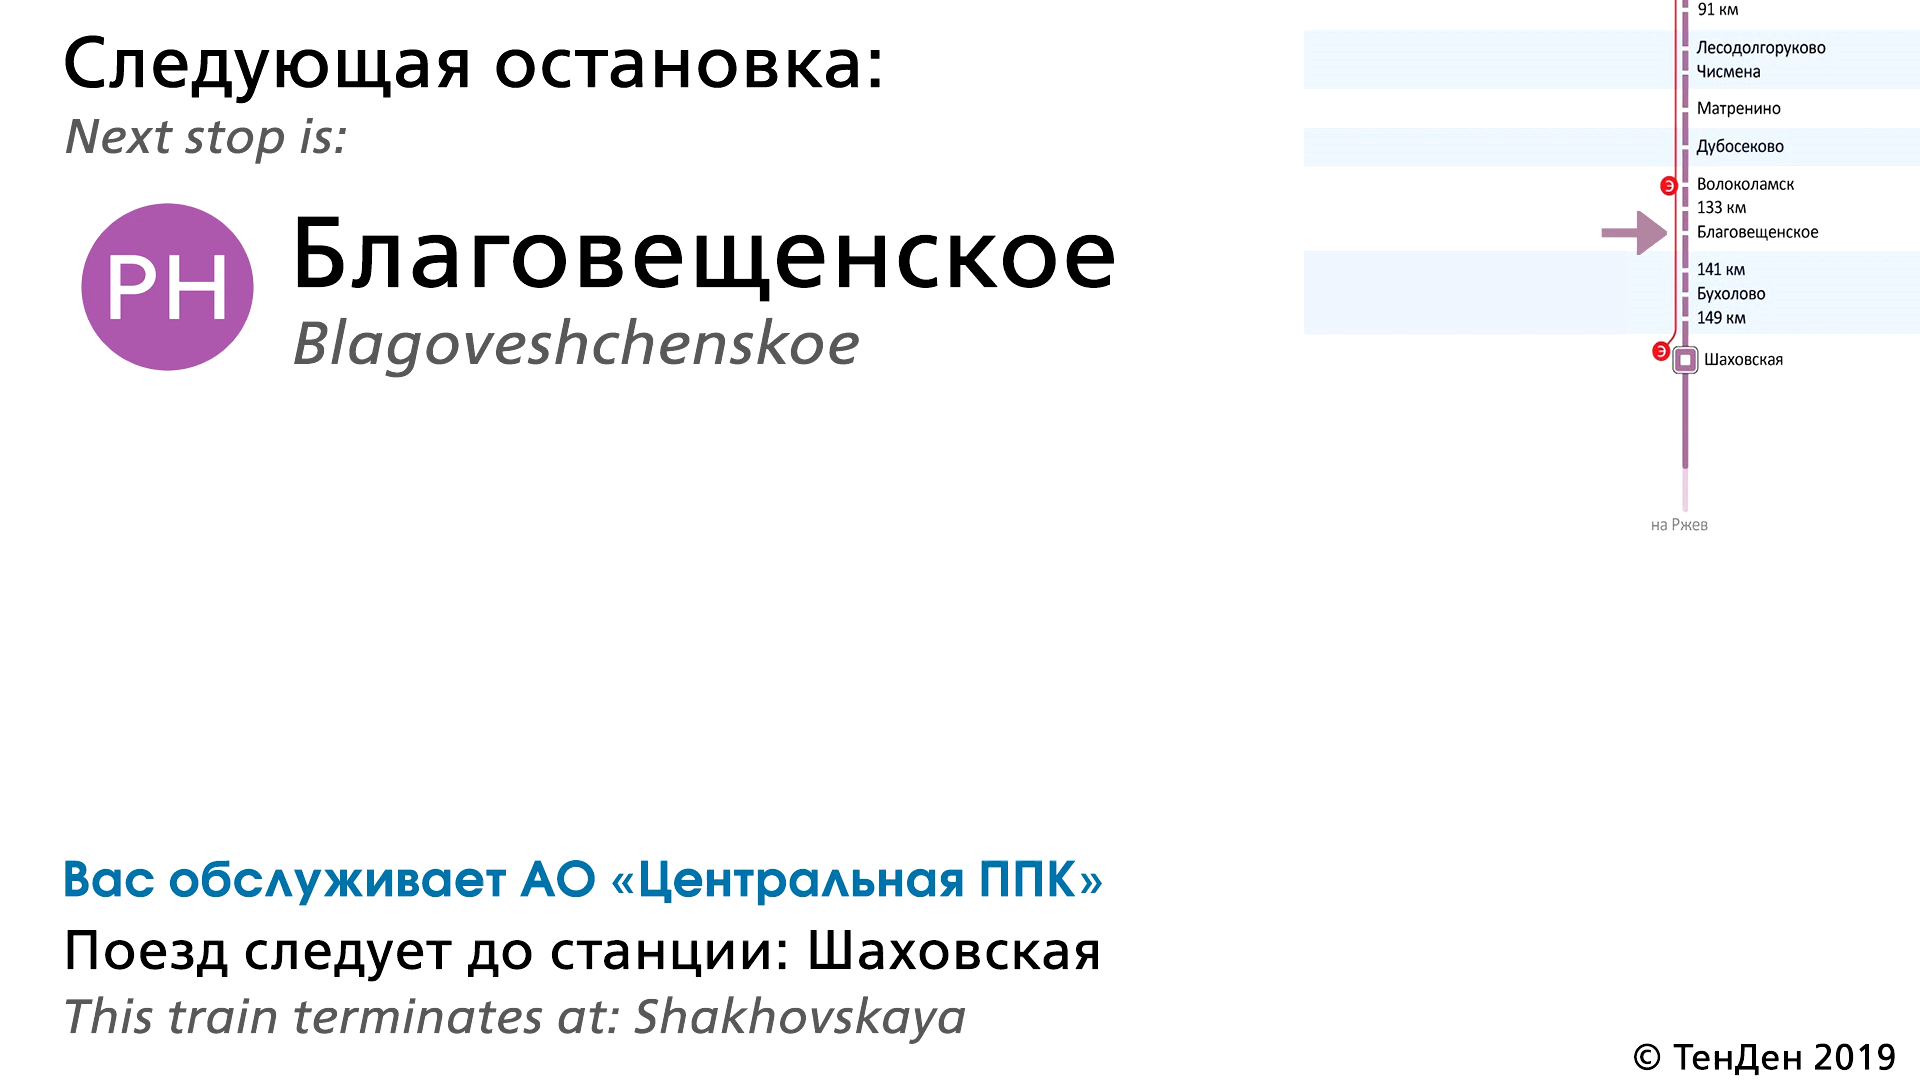 Следующая остановка:
Next stop is:
РН
Благовещенское
Blagoveshchenskoe
91 км
Лесодолгоруково
Чисмена
Матренино
Дубосеково
Э
Волоколамск
133 км
Благовещенское
141 км
Бухолово
149 км
Э
Шаховская
на Ржев
Вас обслуживает АО «Центральная ППК»
Поезд следует до станции: Шаховская
This train terminates at: Shakhovskaya
© ТенДен 2019